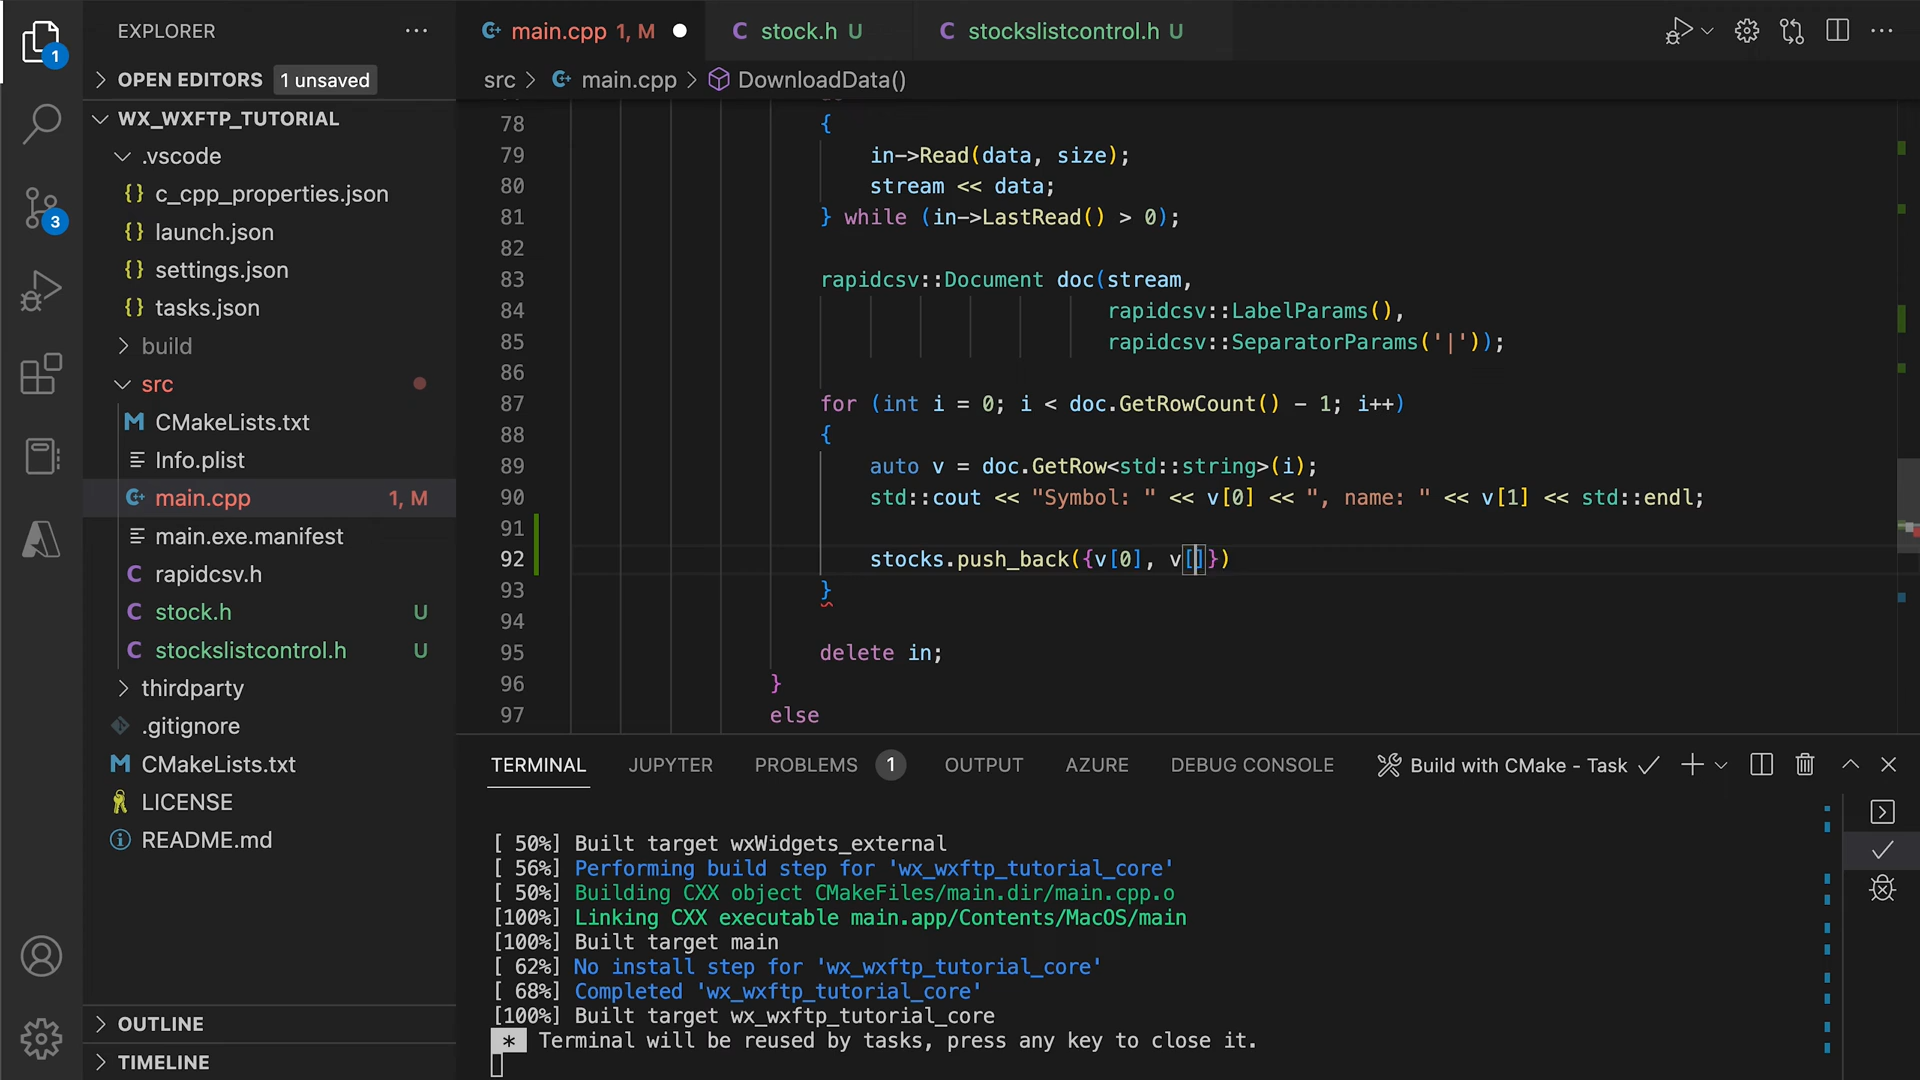 EXPLORER
main.cpp 1, M
stock.h U
stockslistcontrol.h U
1
OPEN EDITORS 1 unsaved
src > main.cpp > DownloadData()
WX_WXFTP_TUTORIAL
.vscode
{} c_cpp_properties.json
{} launch.json
{} settings.json
{} tasks.json
build
src
M CMakeLists.txt
Info.plist
main.cpp 1, M
main.exe.manifest
C rapidcsv.h
C stock.h U
C stockslistcontrol.h U
thirdparty
.gitignore
M CMakeLists.txt
LICENSE
README.md
OUTLINE
TIMELINE
3
78 {
79 in->Read(data, size);
80 stream << data;
81 } while (in->LastRead() > 0);
82
83 rapidcsv::Document doc(stream,
84 rapidcsv::LabelParams(),
85 rapidcsv::SeparatorParams('|'));
86
87 for (int i = 0; i < doc.GetRowCount() - 1; i++)
88 {
89 auto v = doc.GetRow<std::string>(i);
90 std::cout << "Symbol: " << v[0] << ", name: " << v[1] << std::endl;
91
92 stocks.push_back({v[0], v[]})
93 }
94
95 delete in;
96 }
97 else
TERMINAL JUPYTER PROBLEMS 1 OUTPUT AZURE DEBUG CONSOLE Build with CMake - Task
[ 50%] Built target wxWidgets_external
[ 56%] Performing build step for 'wx_wxftp_tutorial_core'
[ 50%] Building CXX object CMakeFiles/main.dir/main.cpp.o
[100%] Linking CXX executable main.app/Contents/MacOS/main
[100%] Built target main
[ 62%] No install step for 'wx_wxftp_tutorial_core'
[ 68%] Completed 'wx_wxftp_tutorial_core'
[100%] Built target wx_wxftp_tutorial_core
* Terminal will be reused by tasks, press any key to close it.